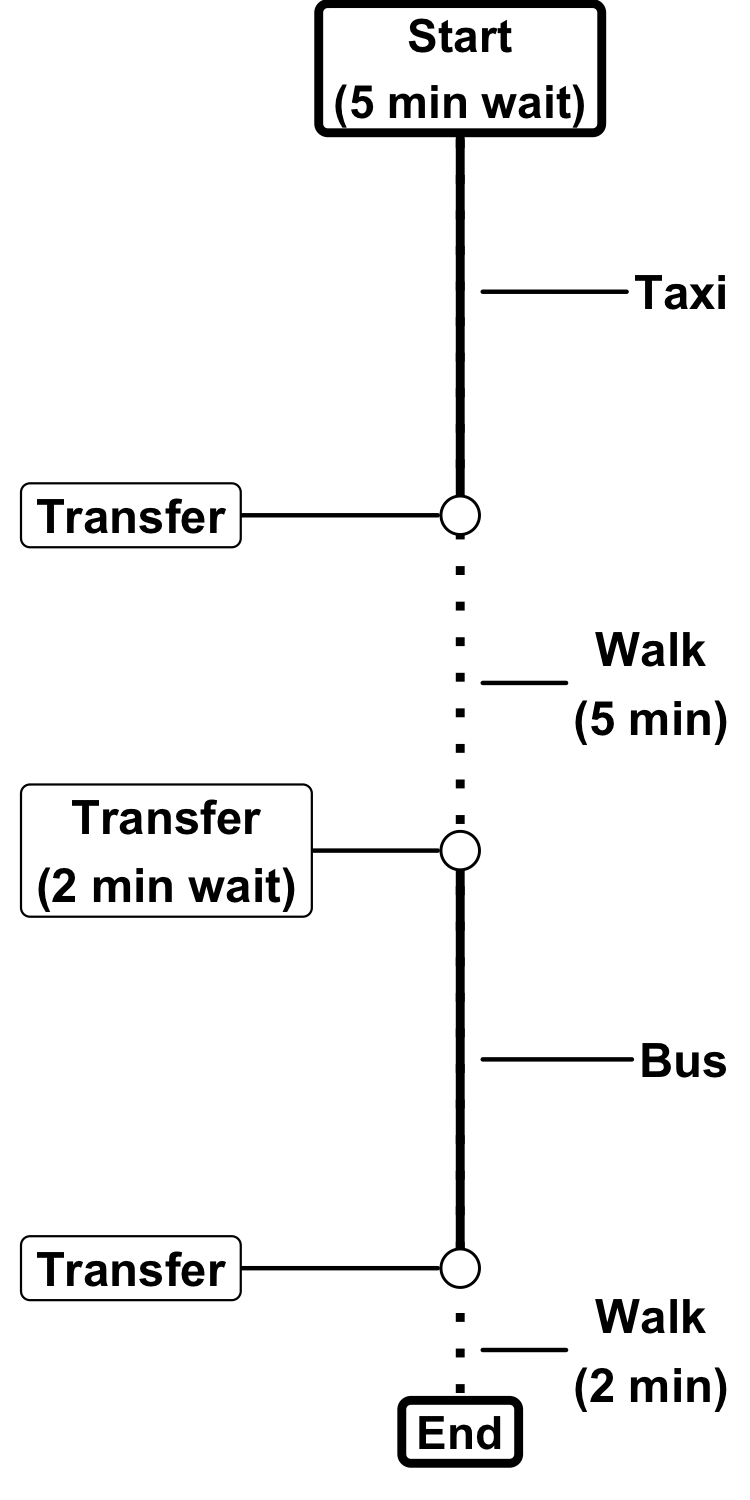 Start
(5 min wait)
Taxi
Transfer
Walk
(5 min)
Transfer
(2 min wait)
Bus
Transfer
Walk
(2 min)
End